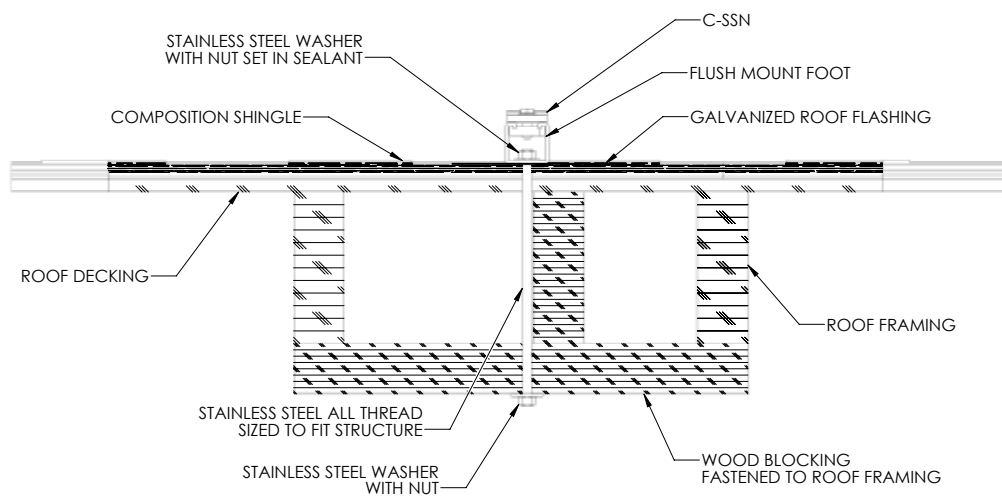 C-SSN
STAINLESS STEEL WASHER
WITH NUT SET IN SEALANT
FLUSH MOUNT FOOT
COMPOSITION SHINGLE
GALVANIZED ROOF FLASHING
ROOF DECKING
ROOF FRAMING
STAINLESS STEEL ALL THREAD
SIZED TO FIT STRUCTURE
WOOD BLOCKING
FASTENED TO ROOF FRAMING
STAINLESS STEEL WASHER
WITH NUT